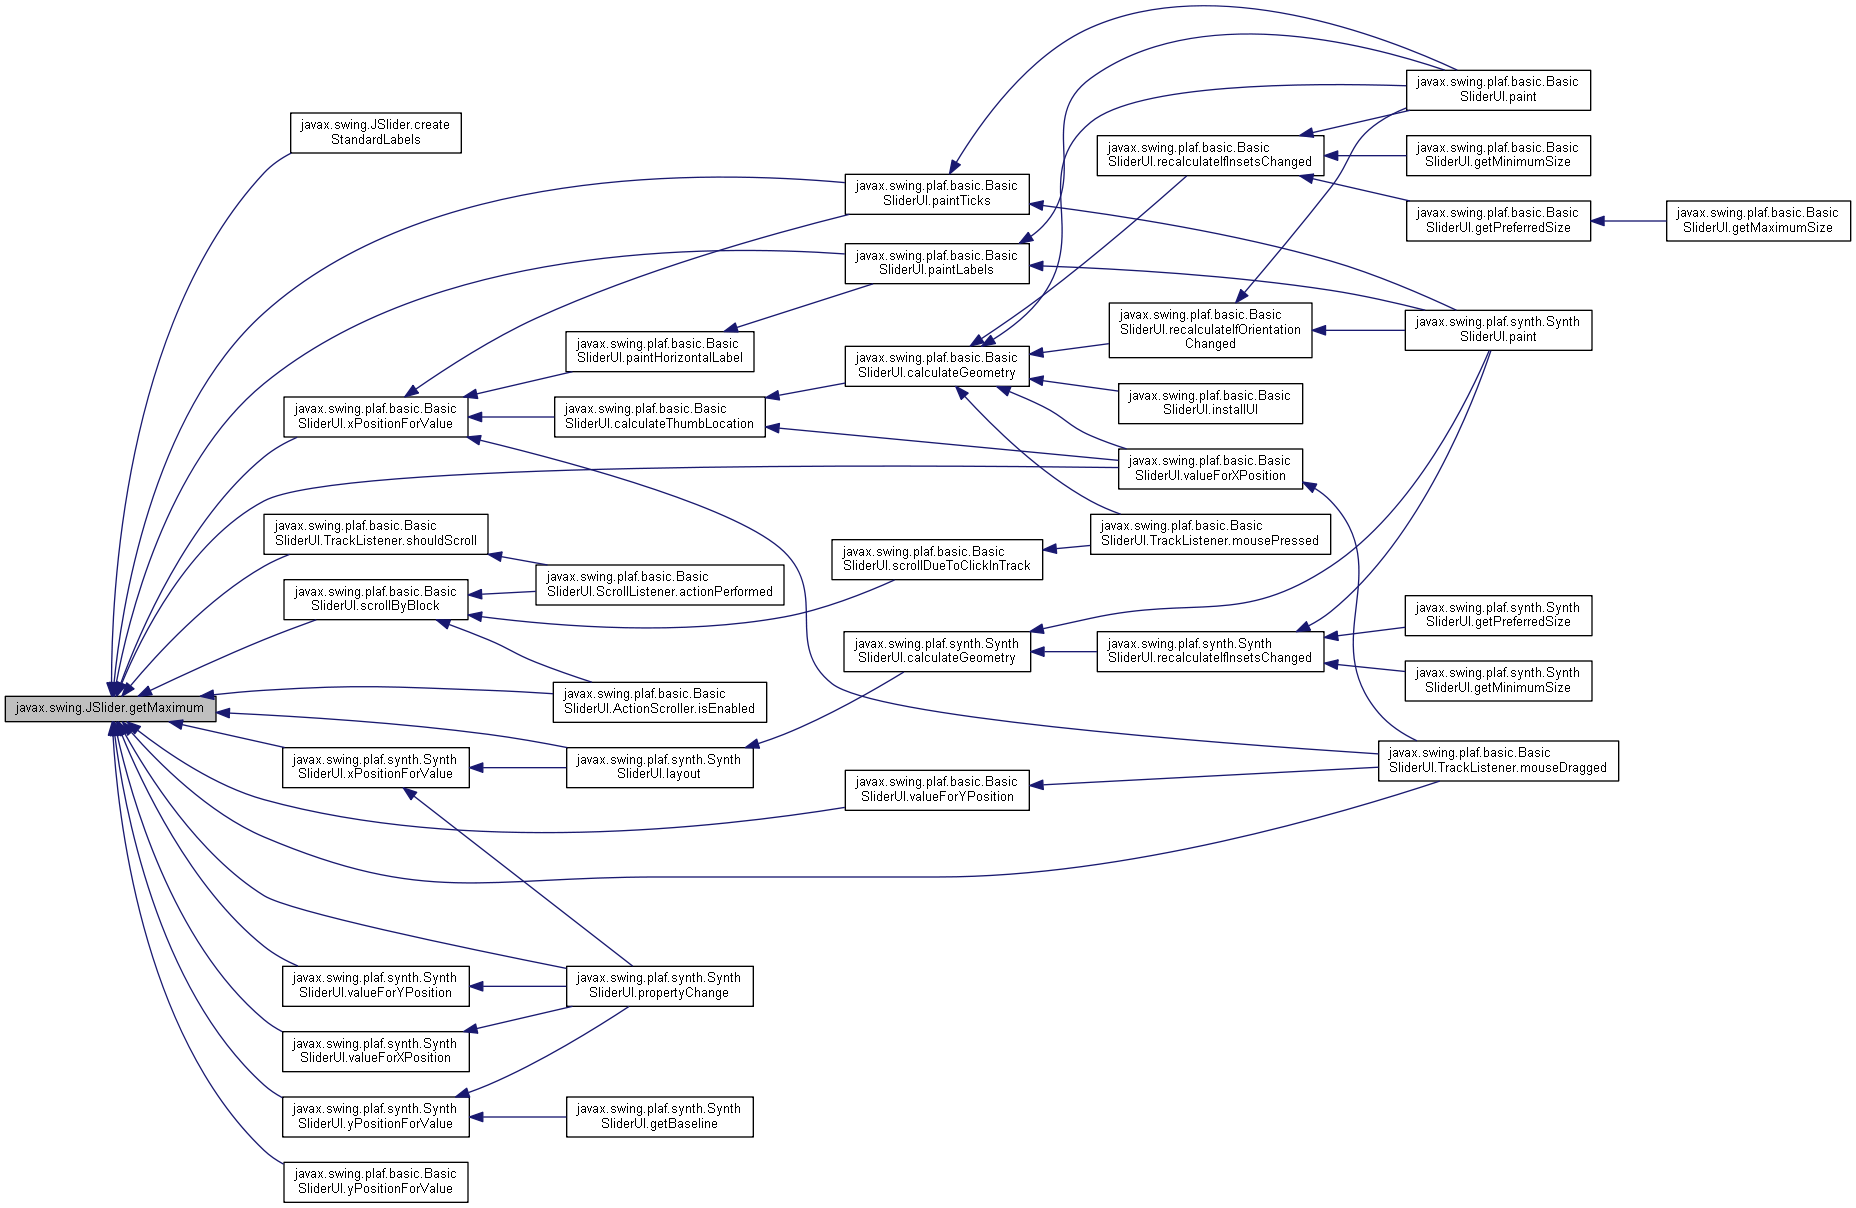 javax.swing.JSlider.getMaximum
javax.swing.JSlider.create
StandardLabels
javax.swing.plaf.basic.Basic
SliderUI.xPositionForValue
javax.swing.plaf.basic.Basic
SliderUI.TrackListener.shouldScroll
javax.swing.plaf.basic.Basic
SliderUI.scrollByBlock
javax.swing.plaf.synth.Synth
SliderUI.xPositionForValue
javax.swing.plaf.synth.Synth
SliderUI.valueForYPosition
javax.swing.plaf.synth.Synth
SliderUI.valueForXPosition
javax.swing.plaf.synth.Synth
SliderUI.yPositionForValue
javax.swing.plaf.basic.Basic
SliderUI.yPositionForValue
javax.swing.plaf.basic.Basic
SliderUI.paintHorizontalLabel
javax.swing.plaf.basic.Basic
SliderUI.calculateThumbLocation
javax.swing.plaf.basic.Basic
SliderUI.ScrollListener.actionPerformed
javax.swing.plaf.basic.Basic
SliderUI.ActionScroller.isEnabled
javax.swing.plaf.synth.Synth
SliderUI.layout
javax.swing.plaf.synth.Synth
SliderUI.propertyChange
javax.swing.plaf.synth.Synth
SliderUI.getBaseline
javax.swing.plaf.basic.Basic
SliderUI.paintTicks
javax.swing.plaf.basic.Basic
SliderUI.paintLabels
javax.swing.plaf.basic.Basic
SliderUI.calculateGeometry
javax.swing.plaf.basic.Basic
SliderUI.scrollDueToClickInTrack
javax.swing.plaf.synth.Synth
SliderUI.calculateGeometry
javax.swing.plaf.basic.Basic
SliderUI.valueForYPosition
javax.swing.plaf.basic.Basic
SliderUI.recalculateIfInsetsChanged
javax.swing.plaf.basic.Basic
SliderUI.recalculateIfOrientation
Changed
javax.swing.plaf.basic.Basic
SliderUI.installUI
javax.swing.plaf.basic.Basic
SliderUI.valueForXPosition
javax.swing.plaf.basic.Basic
SliderUI.TrackListener.mousePressed
javax.swing.plaf.synth.Synth
SliderUI.recalculateIfInsetsChanged
javax.swing.plaf.basic.Basic
SliderUI.paint
javax.swing.plaf.basic.Basic
SliderUI.getMinimumSize
javax.swing.plaf.basic.Basic
SliderUI.getPreferredSize
javax.swing.plaf.synth.Synth
SliderUI.paint
javax.swing.plaf.synth.Synth
SliderUI.getPreferredSize
javax.swing.plaf.synth.Synth
SliderUI.getMinimumSize
javax.swing.plaf.basic.Basic
SliderUI.TrackListener.mouseDragged
javax.swing.plaf.basic.Basic
SliderUI.getMaximumSize